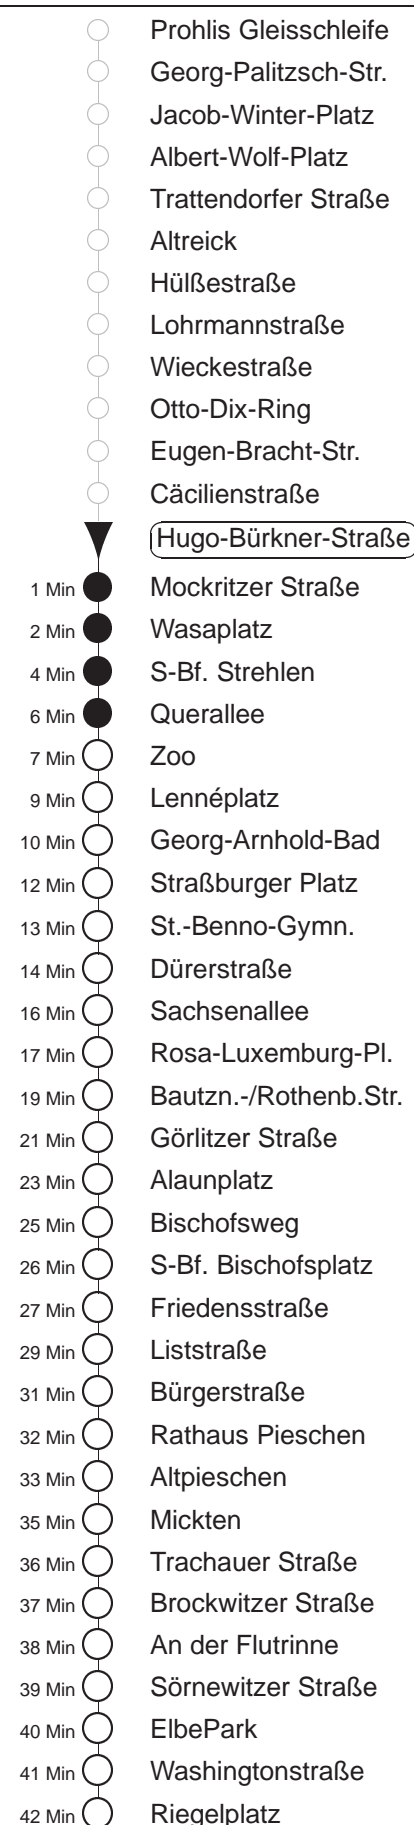 Prohlis Gleisschleife
Georg-Palitzsch-Str.
Jacob-Winter-Platz
Albert-Wolf-Platz
Trattendorfer Straße
Altreick
Hülßestraße
Lohrmannstraße
Wieckestraße
Otto-Dix-Ring
Eugen-Bracht-Str.
Cäcilienstraße
Hugo-Bürkner-Straße
1 Min Mockritzer Straße
2 Min Wasaplatz
4 Min S-Bf. Strehlen
6 Min Querallee
7 Min Zoo
9 Min Lennéplatz
10 Min Georg-Arnhold-Bad
12 Min Straßburger Platz
13 Min St.-Benno-Gymn.
14 Min Dürerstraße
16 Min Sachsenallee
17 Min Rosa-Luxemburg-Pl.
19 Min Bautzn.-/Rothenb.Str.
21 Min Görlitzer Straße
23 Min Alaunplatz
25 Min Bischofsweg
26 Min S-Bf. Bischofsplatz
27 Min Friedensstraße
29 Min Liststraße
31 Min Bürgerstraße
32 Min Rathaus Pieschen
33 Min Altpieschen
35 Min Mickten
36 Min Trachauer Straße
37 Min Brockwitzer Straße
38 Min An der Flutrinne
39 Min Sörnewitzer Straße
40 Min ElbePark
41 Min Washingtonstraße
42 Min Riegelplatz